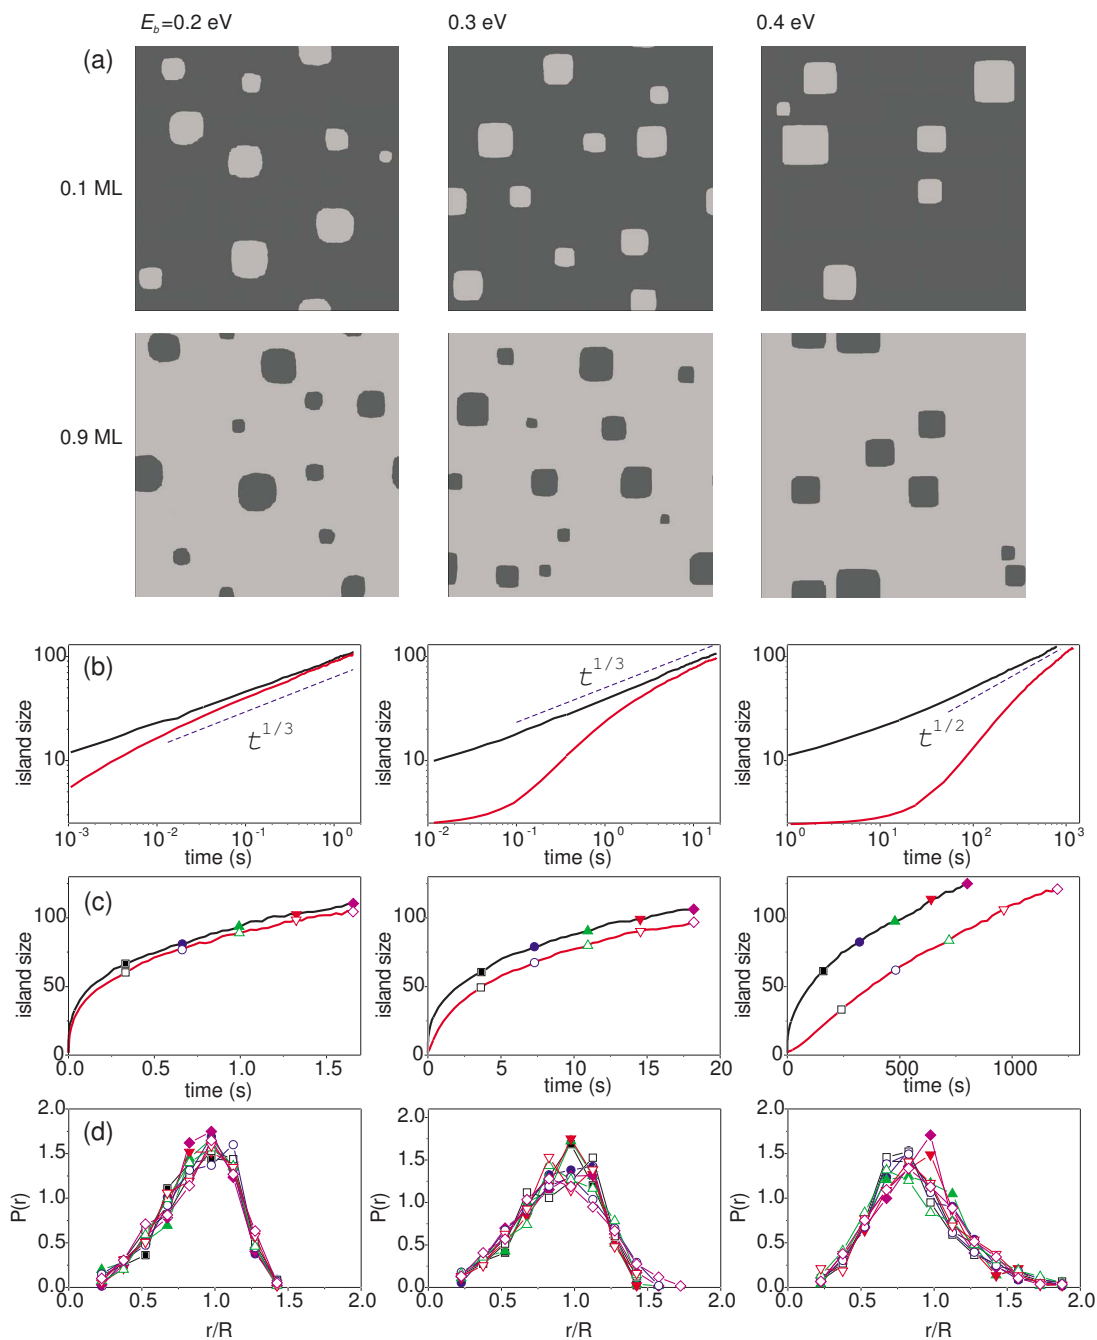 E_b=0.2 eV 0.3 eV 0.4 eV
(a)
0.1 ML
0.9 ML
(b)
island size island size island size
100 100 100
10 10 10
t^{1/3} t^{1/3} t^{1/2}
10^{-3} 10^{-2} 10^{-1} 10^{0} 10^{-2} 10^{-1} 10^{0} 10^{1} 10^{0} 10^{1} 10^{2} 10^{3}
time (s) time (s) time (s)
(c)
island size island size island size
100 100 100
50 50 50
0 0 0
0.0 0.5 1.0 1.5 0 5 10 15 20 0 500 1000
time (s) time (s) time (s)
(d)
P(r) P(r) P(r)
2.0 2.0 2.0
1.5 1.5 1.5
1.0 1.0 1.0
0.5 0.5 0.5
0.0 0.0 0.0
0.0 0.5 1.0 1.5 2.0 0.0 0.5 1.0 1.5 2.0 0.0 0.5 1.0 1.5 2.0
r/R r/R r/R